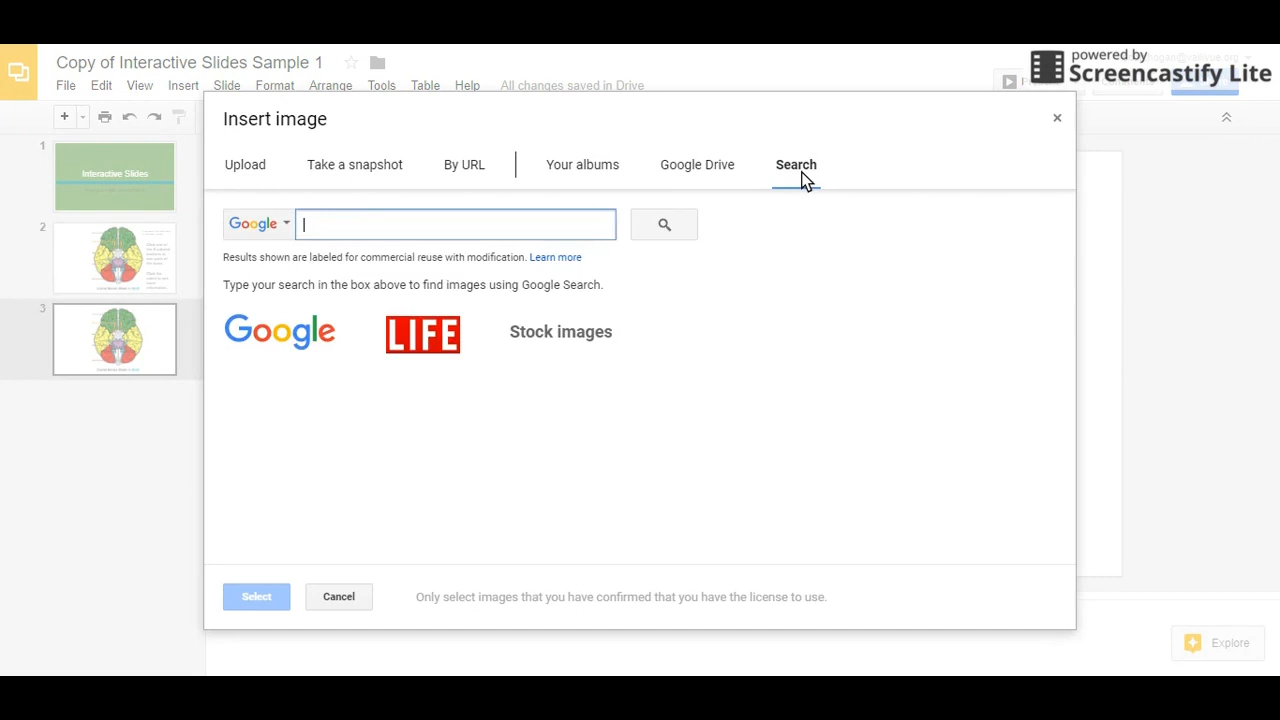 powered by
Screencastify Lite
Copy of Interactive Slides Sample 1
File Edit View Insert Slide Format Arrange Tools Table Help All changes saved in Drive
Insert image
Upload Take a snapshot By URL Your albums Google Drive Search
Google
Results shown are labeled for commercial reuse with modification. Learn more
Type your search in the box above to find images using Google Search.
Google LIFE Stock images
Select Cancel Only select images that you have confirmed that you have the license to use.
1
Interactive Slides
2
3
Explore